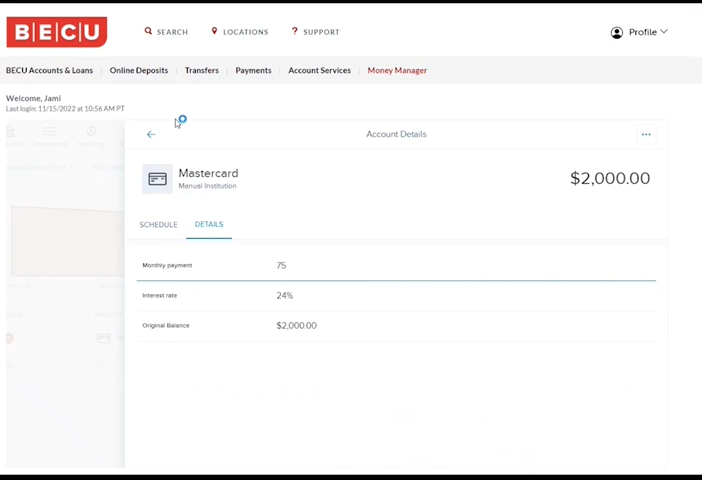 BECU
SEARCH LOCATIONS ? SUPPORT Profile
BECU Accounts & Loans Online Deposits Transfers Payments Account Services Money Manager
Welcome, Jami
Last login: 11/15/2022 at 10:56 AM PT
Account Details
Mastercard
Manual Institution
$2,000.00
SCHEDULE DETAILS
Monthly payment 75
Interest rate 24%
Original Balance $2,000.00